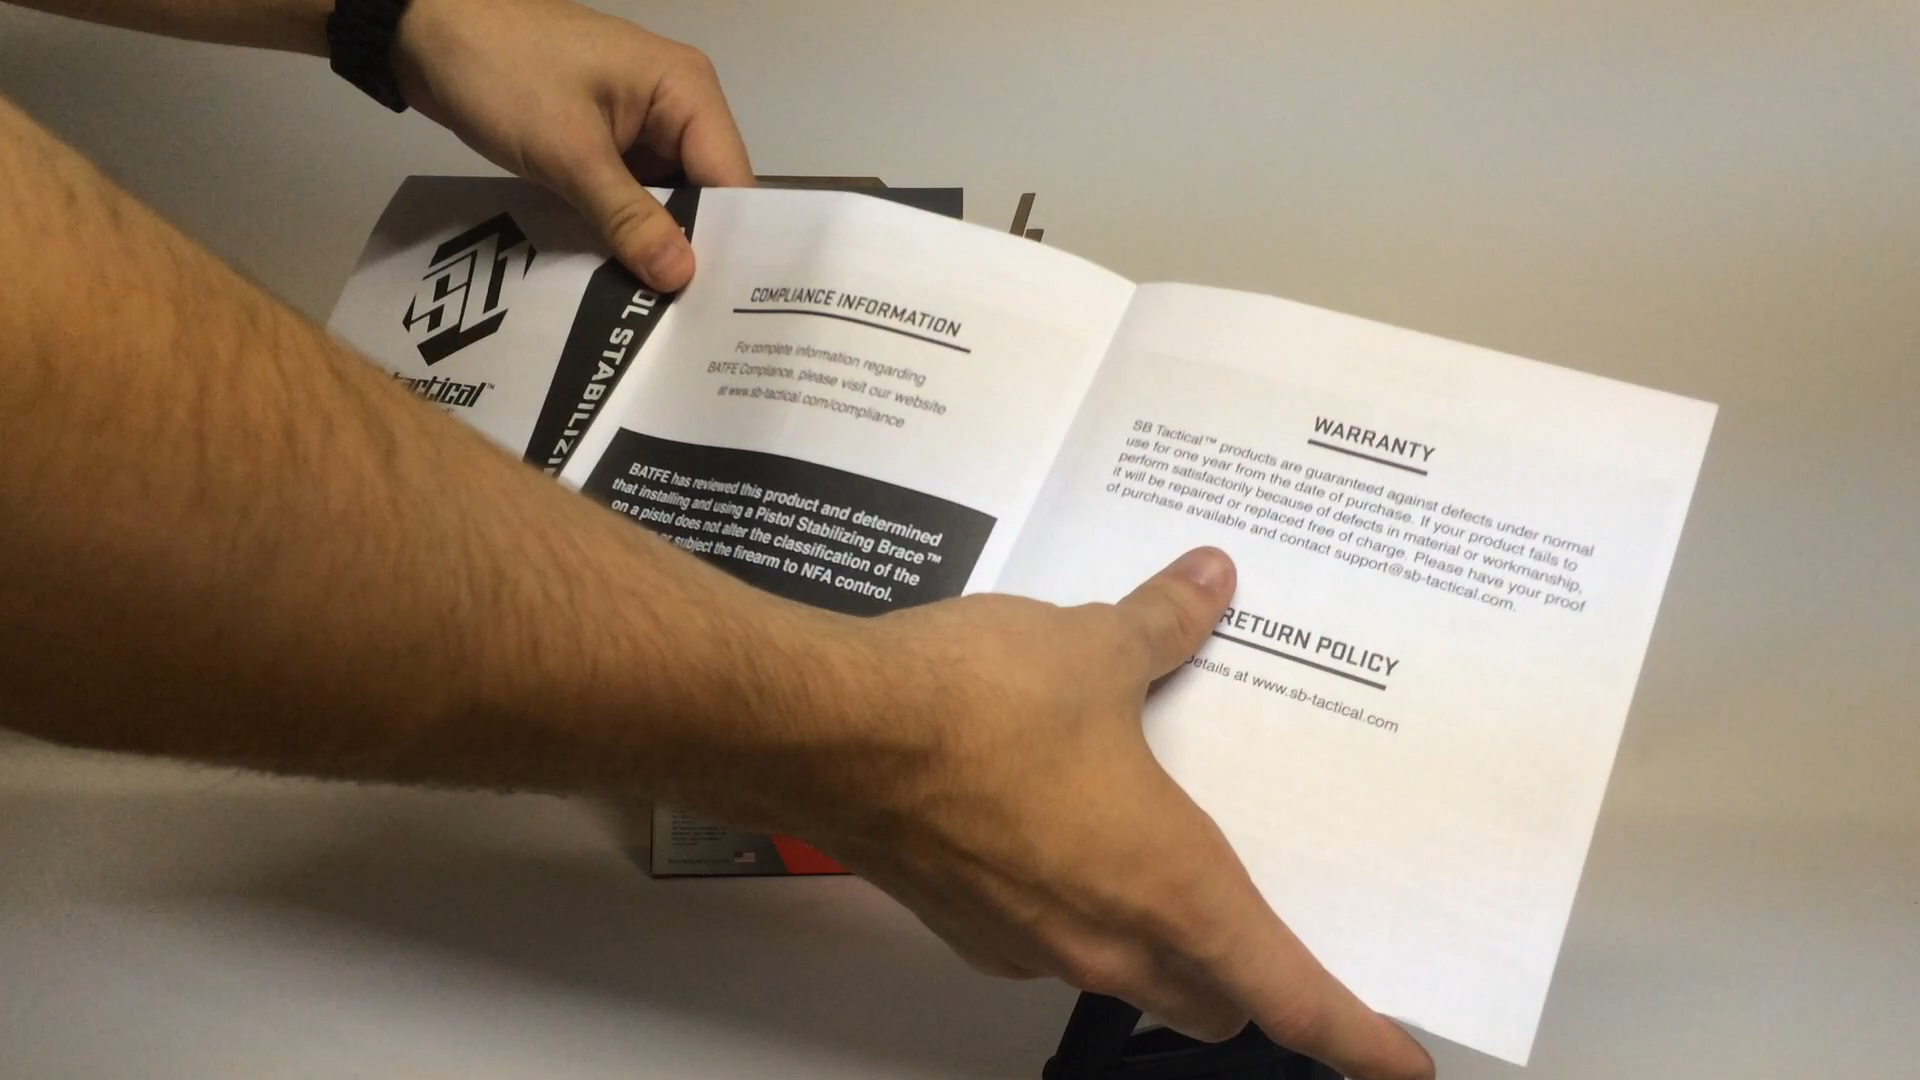 SB
tactical™
OL STABILIZI
COMPLIANCE INFORMATION
For complete information regarding
BATFE Compliance, please visit our website
at www.sb-tactical.com/compliance
BATFE has reviewed this product and determined
that installing and using a Pistol Stabilizing Brace™
on a pistol does not alter the classification of the
or subject the firearm to NFA control.
WARRANTY
SB Tactical™ products are guaranteed against defects under normal
use for one year from the date of purchase. If your product fails to
perform satisfactorily because of defects in material or workmanship,
it will be repaired or replaced free of charge. Please have your proof
of purchase available and contact support@sb-tactical.com.
RETURN POLICY
Details at www.sb-tactical.com